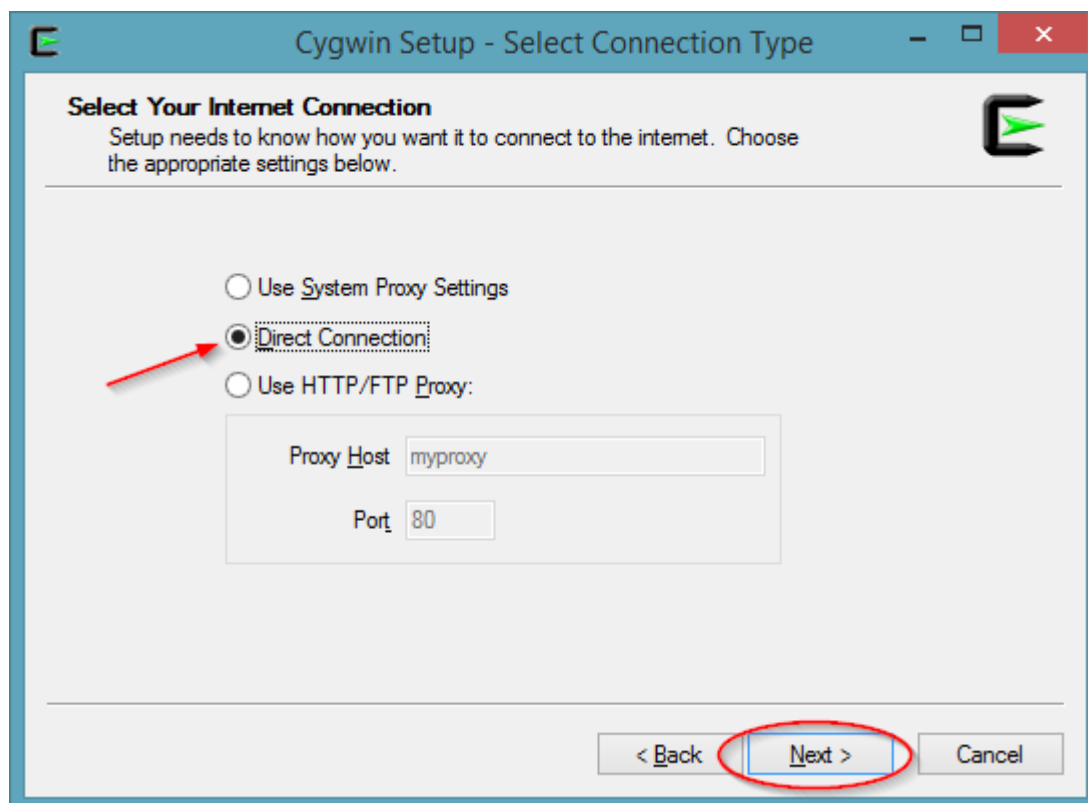 Cygwin Setup - Select Connection Type
Select Your Internet Connection
Setup needs to know how you want it to connect to the internet. Choose
the appropriate settings below.
Use System Proxy Settings
Direct Connection
Use HTTP/FTP Proxy:
Proxy Host myproxy
Port 80
< Back Next > Cancel